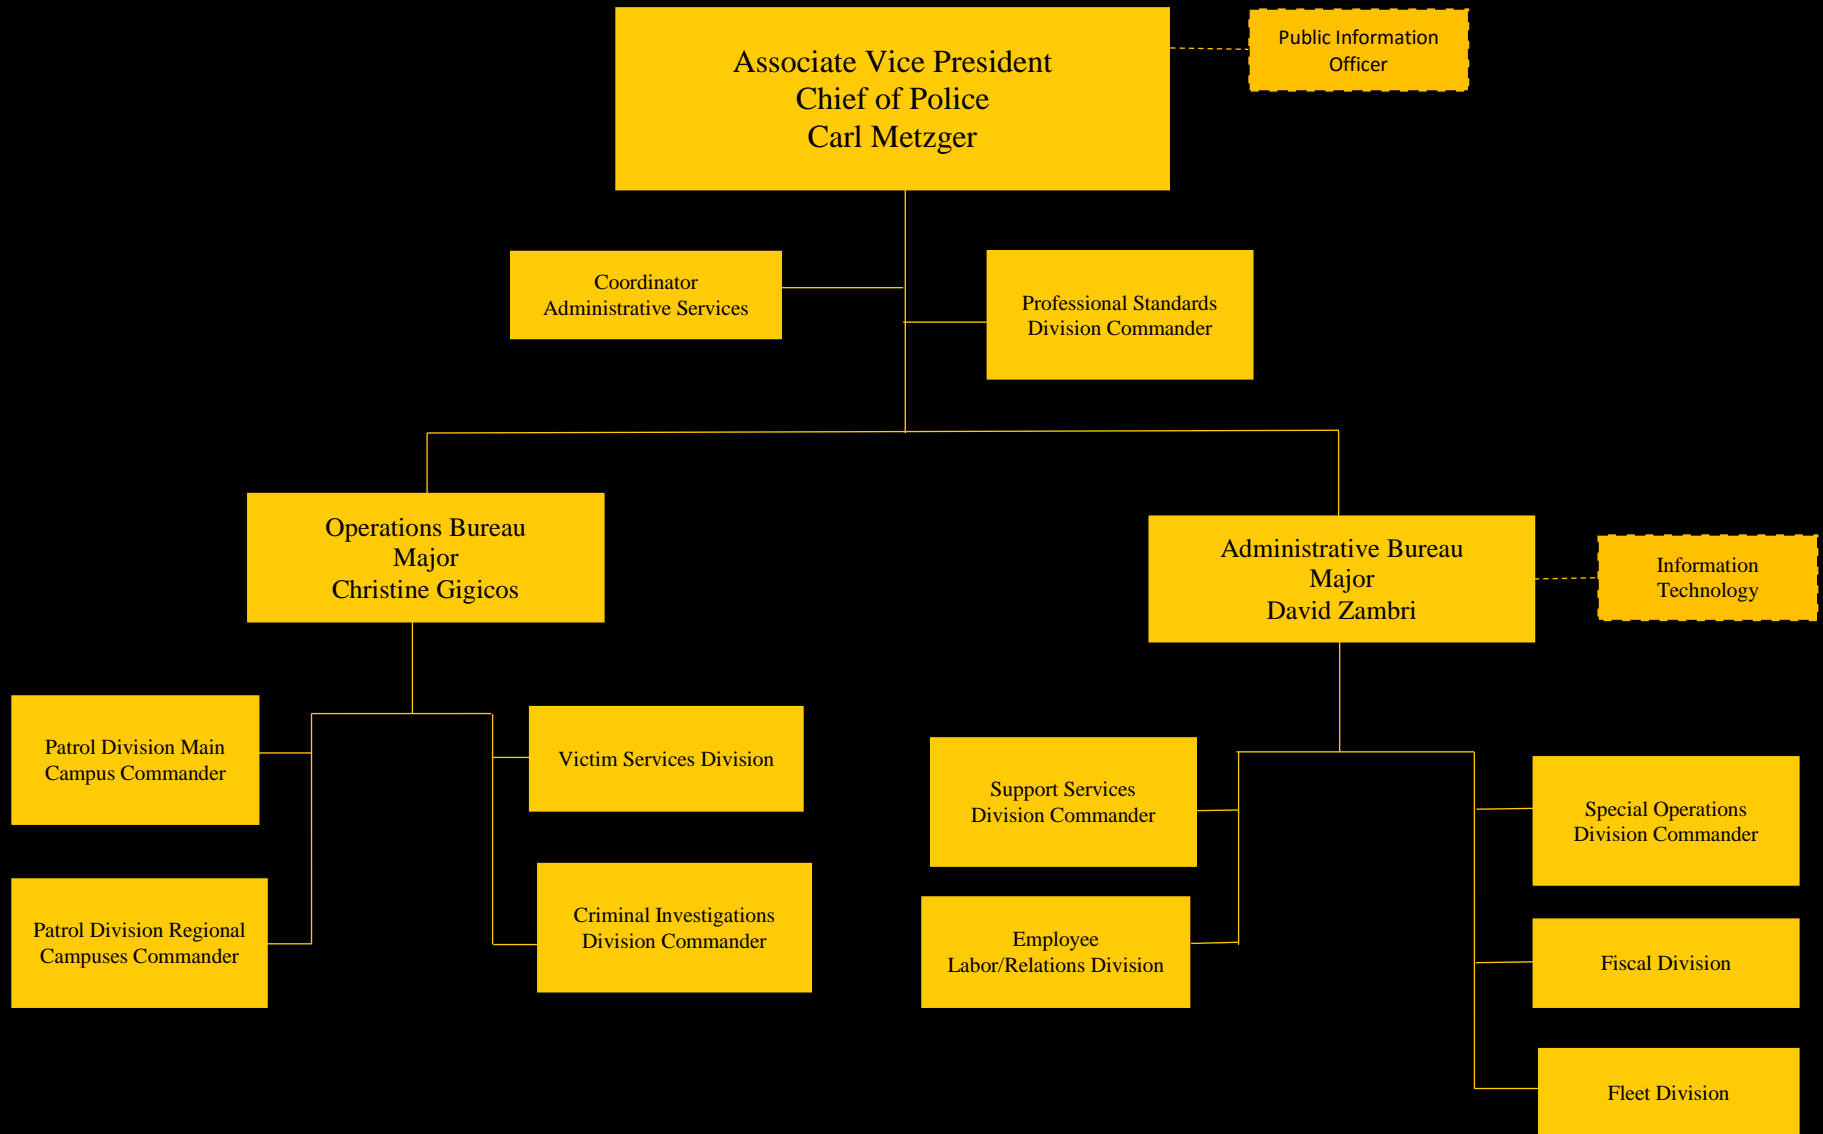 Associate Vice President
Chief of Police
Carl Metzger
Public Information
Officer
Coordinator
Administrative Services
Professional Standards
Division Commander
Operations Bureau
Major
Christine Gigicos
Administrative Bureau
Major
David Zambri
Information
Technology
Patrol Division Main
Campus Commander
Victim Services Division
Patrol Division Regional
Campuses Commander
Criminal Investigations
Division Commander
Support Services
Division Commander
Special Operations
Division Commander
Employee
Labor/Relations Division
Fiscal Division
Fleet Division